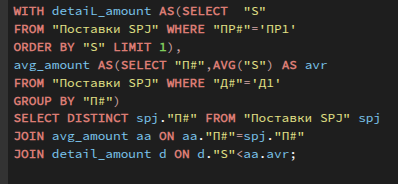 WITH detaiL_amount AS(SELECT  "S"
FROM "Поставки SPJ" WHERE "ПР#"='ПР1'
ORDER BY "S" LIMIT 1),
avg_amount AS(SELECT "П#",AVG("S") AS avr
FROM "Поставки SPJ" WHERE "Д#"='Д1'
GROUP BY "П#")
SELECT DISTINCT spj."П#" FROM "Поставки SPJ" spj
JOIN avg_amount aa ON aa."П#"=spj."П#"
JOIN detail_amount d ON d."S"<aa.avr;